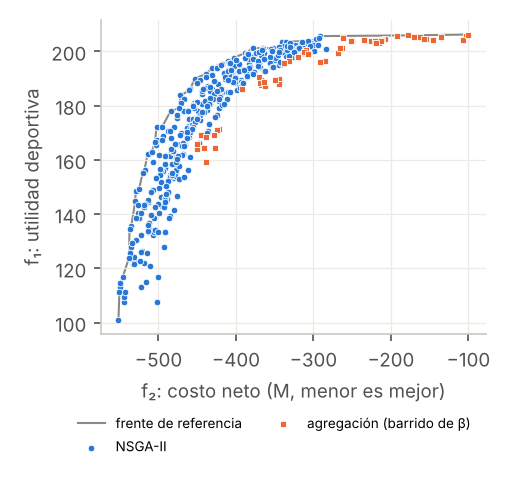 f₁: utilidad deportiva
200
180
160
140
120
100
−500 −400 −300 −200 −100
f₂: costo neto (M, menor es mejor)
frente de referencia
agregación (barrido de β)
NSGA-II